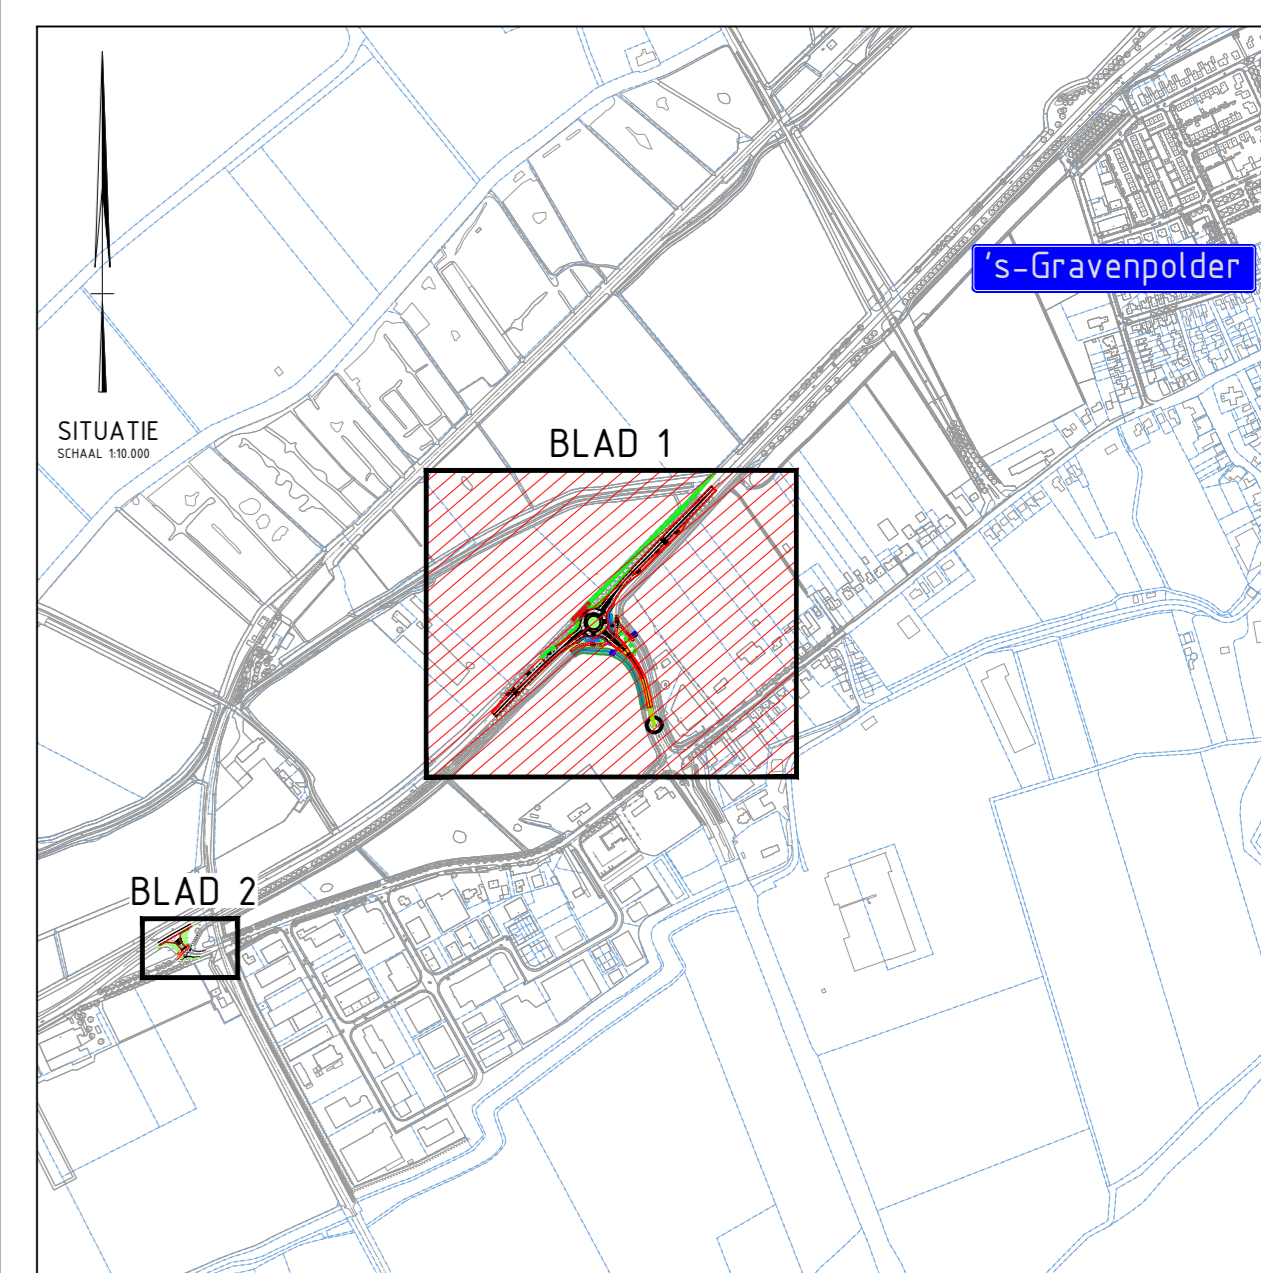 's-Gravenpolder
SITUATIE
SCHAAL 1:10.000
BLAD 1
BLAD 2